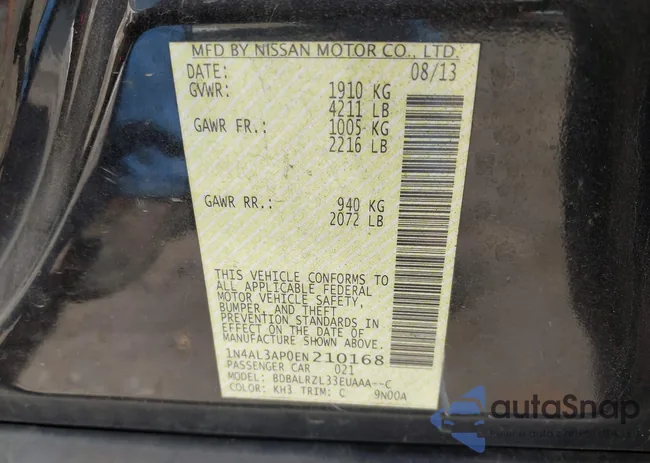 MFD BY NISSAN MOTOR CO., LTD.
DATE: 08/13
GVWR: 1910 KG
4211 LB
GAWR FR.: 1005 KG
2216 LB
GAWR RR.: 940 KG
2072 LB
THIS VEHICLE CONFORMS TO
ALL APPLICABLE FEDERAL
MOTOR VEHICLE SAFETY,
BUMPER, AND THEFT
PREVENTION STANDARDS IN
EFFECT ON THE DATE OF
MANUFACTURE SHOWN ABOVE.
1N4AL3AP0EN210168
PASSENGER CAR 021
MODEL: BDBALRZL33EUAAA--C
COLOR: KH3 TRIM: C 9N00A
autoSnap